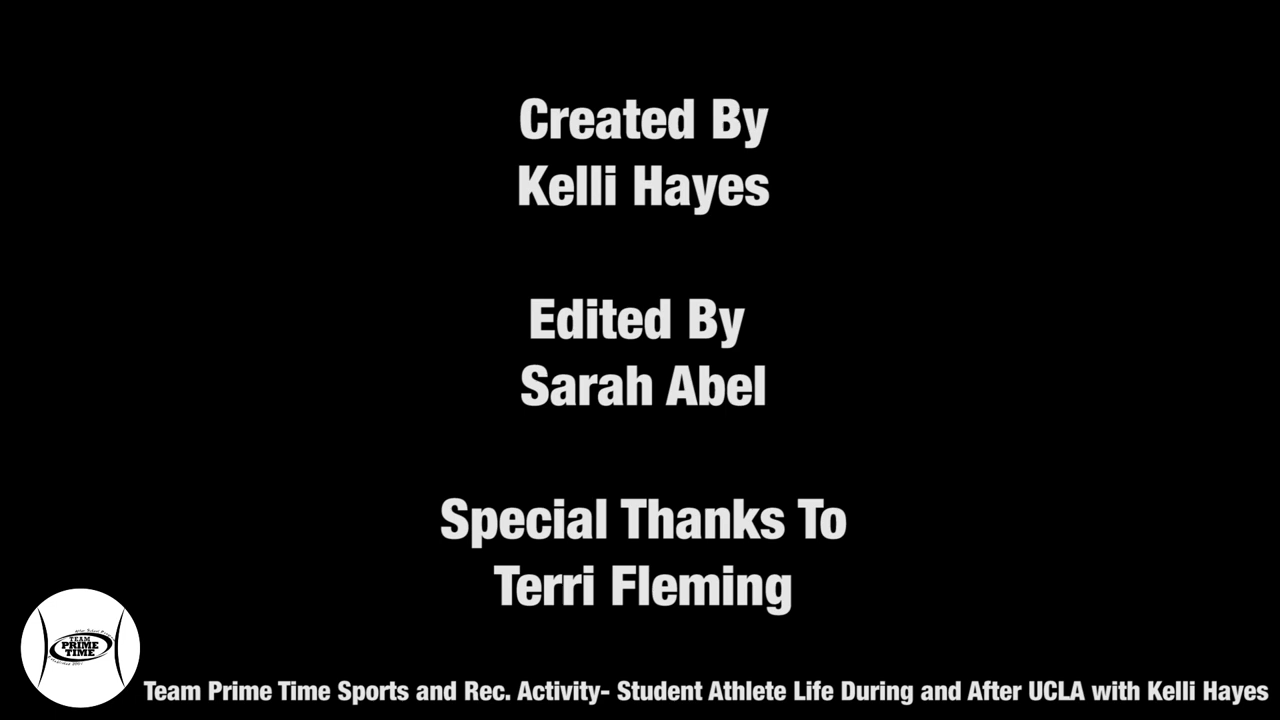 Created By
Kelli Hayes
Edited By
Sarah Abel
Special Thanks To
Terri Fleming
TEAM
PRIME
TIME
Team Prime Time Sports and Rec. Activity- Student Athlete Life During and After UCLA with Kelli Hayes